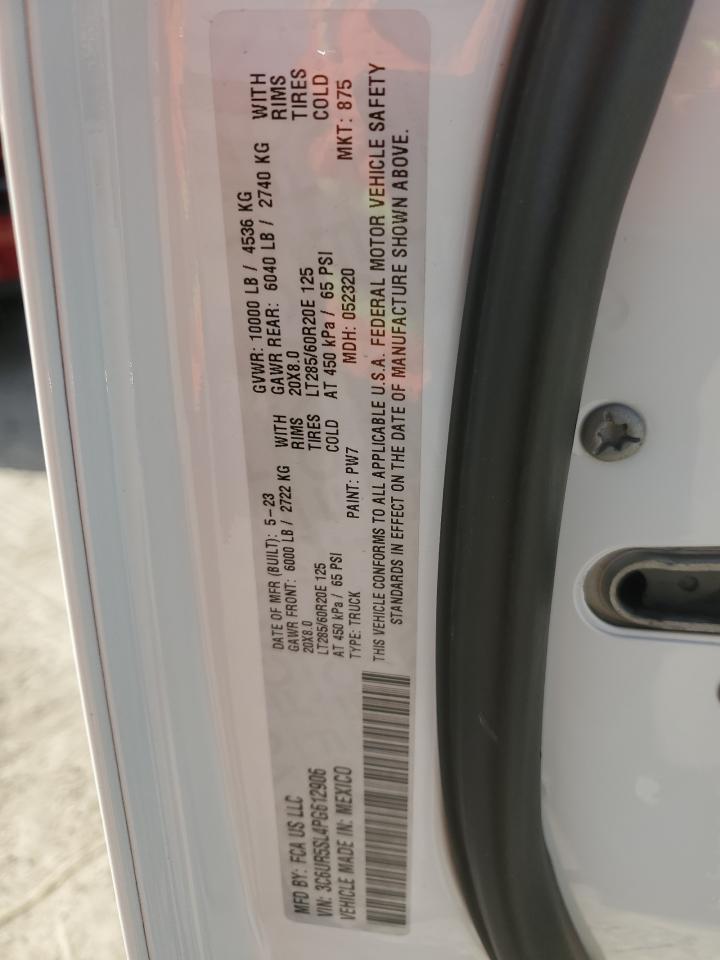 MFD BY: FCA US LLC
DATE OF MFR (BUILT): 5-23
GVWR: 10000 LB / 4536 KG
GAWR FRONT: 6000 LB / 2722 KG WITH
20X8.0 RIMS
LT285/60R20E 125 TIRES
AT 450 kPa / 65 PSI COLD
GAWR REAR: 6040 LB / 2740 KG WITH
20X8.0 RIMS
LT285/60R20E 125 TIRES
AT 450 kPa / 65 PSI COLD
VIN: 3C6UR5SL4PG612906
TYPE: TRUCK
PAINT: PW7
MDH: 052320
MKT: 875
VEHICLE MADE IN: MEXICO
THIS VEHICLE CONFORMS TO ALL APPLICABLE U.S.A. FEDERAL MOTOR VEHICLE SAFETY
STANDARDS IN EFFECT ON THE DATE OF MANUFACTURE SHOWN ABOVE.